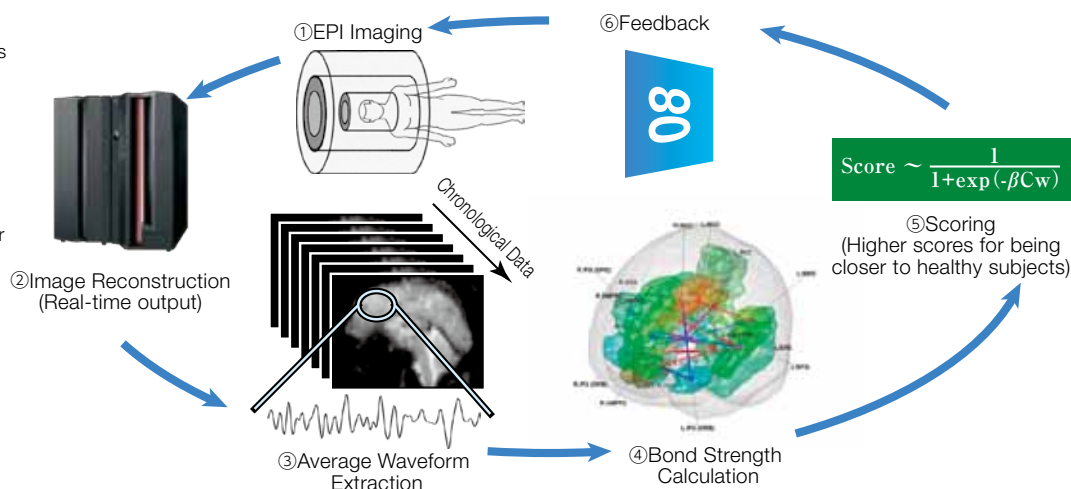 s
①EPI Imaging
⑥Feedback
80
Score ~ 1
1+exp(-βCw)
r
⑤Scoring
(Higher scores for being
closer to healthy subjects)
②Image Reconstruction
(Real-time output)
Chronological Data
③Average Waveform
Extraction
④Bond Strength
Calculation